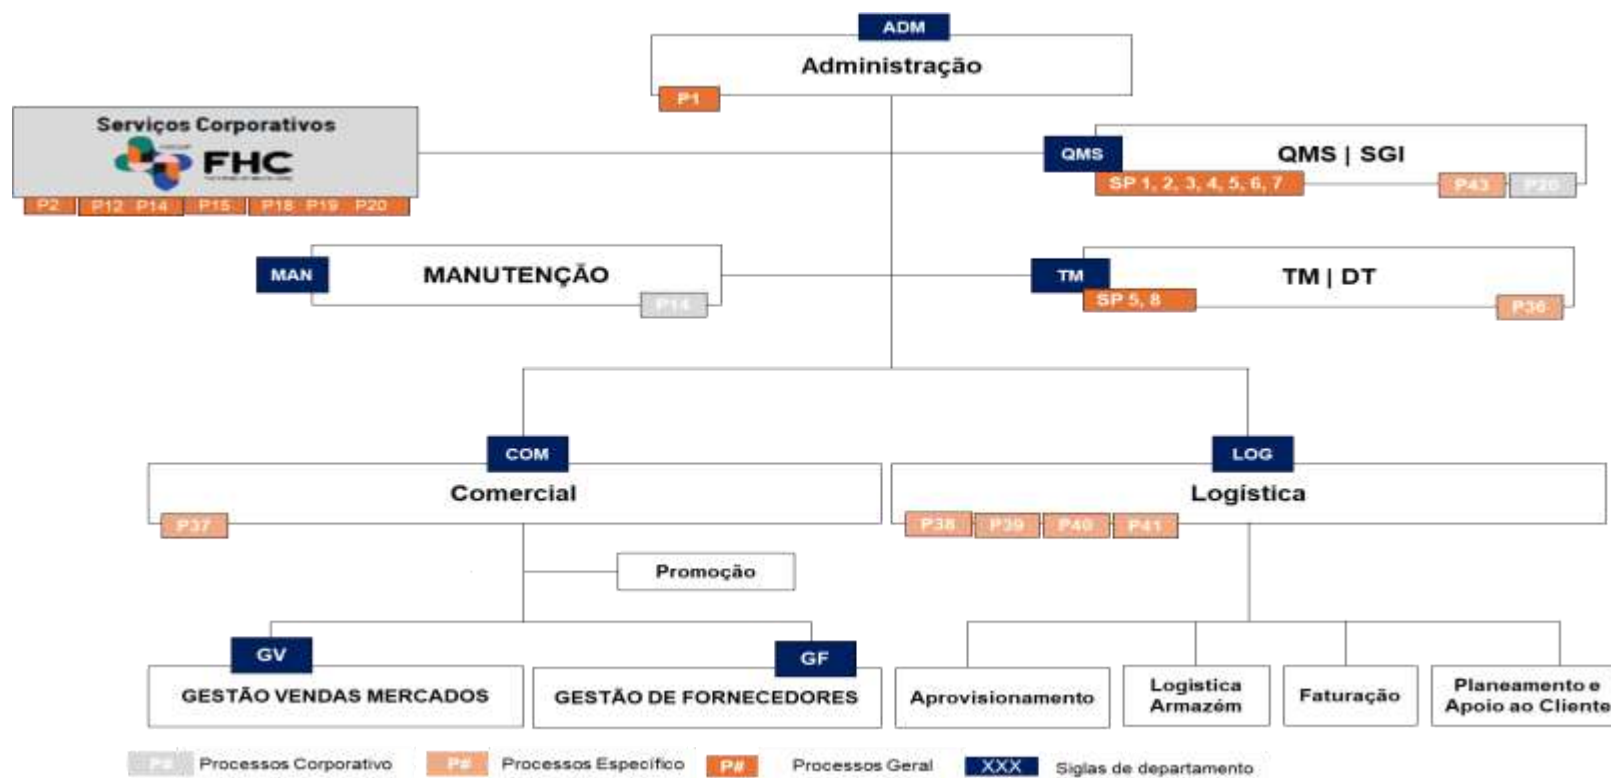 ADM
Administração
P1
Serviços Corporativos
FHC
P2 P12 P14 P15 P18 P19 P20
QMS
QMS | SGI
SP 1, 2, 3, 4, 5, 6, 7 P43 P20
MAN
MANUTENÇÃO
P14
TM
TM | DT
SP 5, 8 P36
COM
Comercial
P37
LOG
Logística
P38 P39 P40 P41
Promoção
GV
GESTÃO VENDAS MERCADOS
GF
GESTÃO DE FORNECEDORES
Aprovisionamento
Logistica
Armazém
Faturação
Planeamento e
Apoio ao Cliente
P# Processos Corporativo P# Processos Específico P# Processos Geral XXX Siglas de departamento